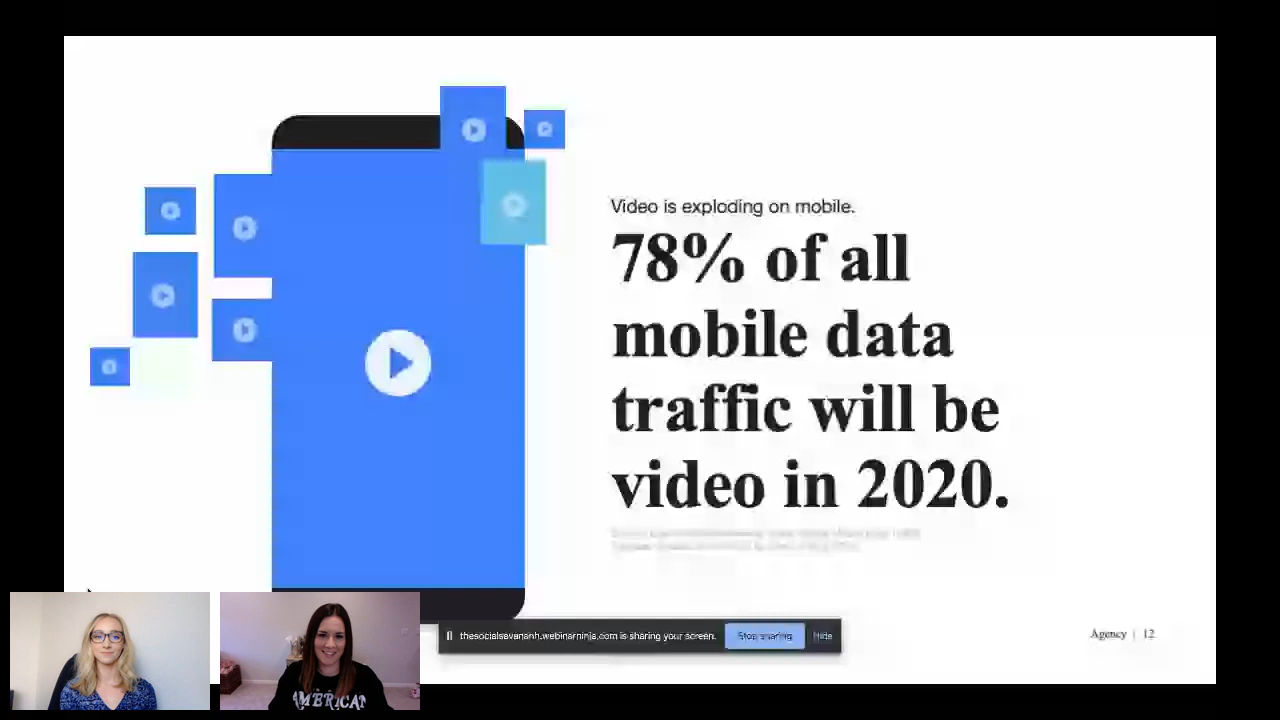 Video is exploding on mobile.
78% of all
mobile data
traffic will be
video in 2020.
thesocialsavannah.webinarninja.com is sharing your screen. Stop sharing Hide
Agency | 12
AMERICAN